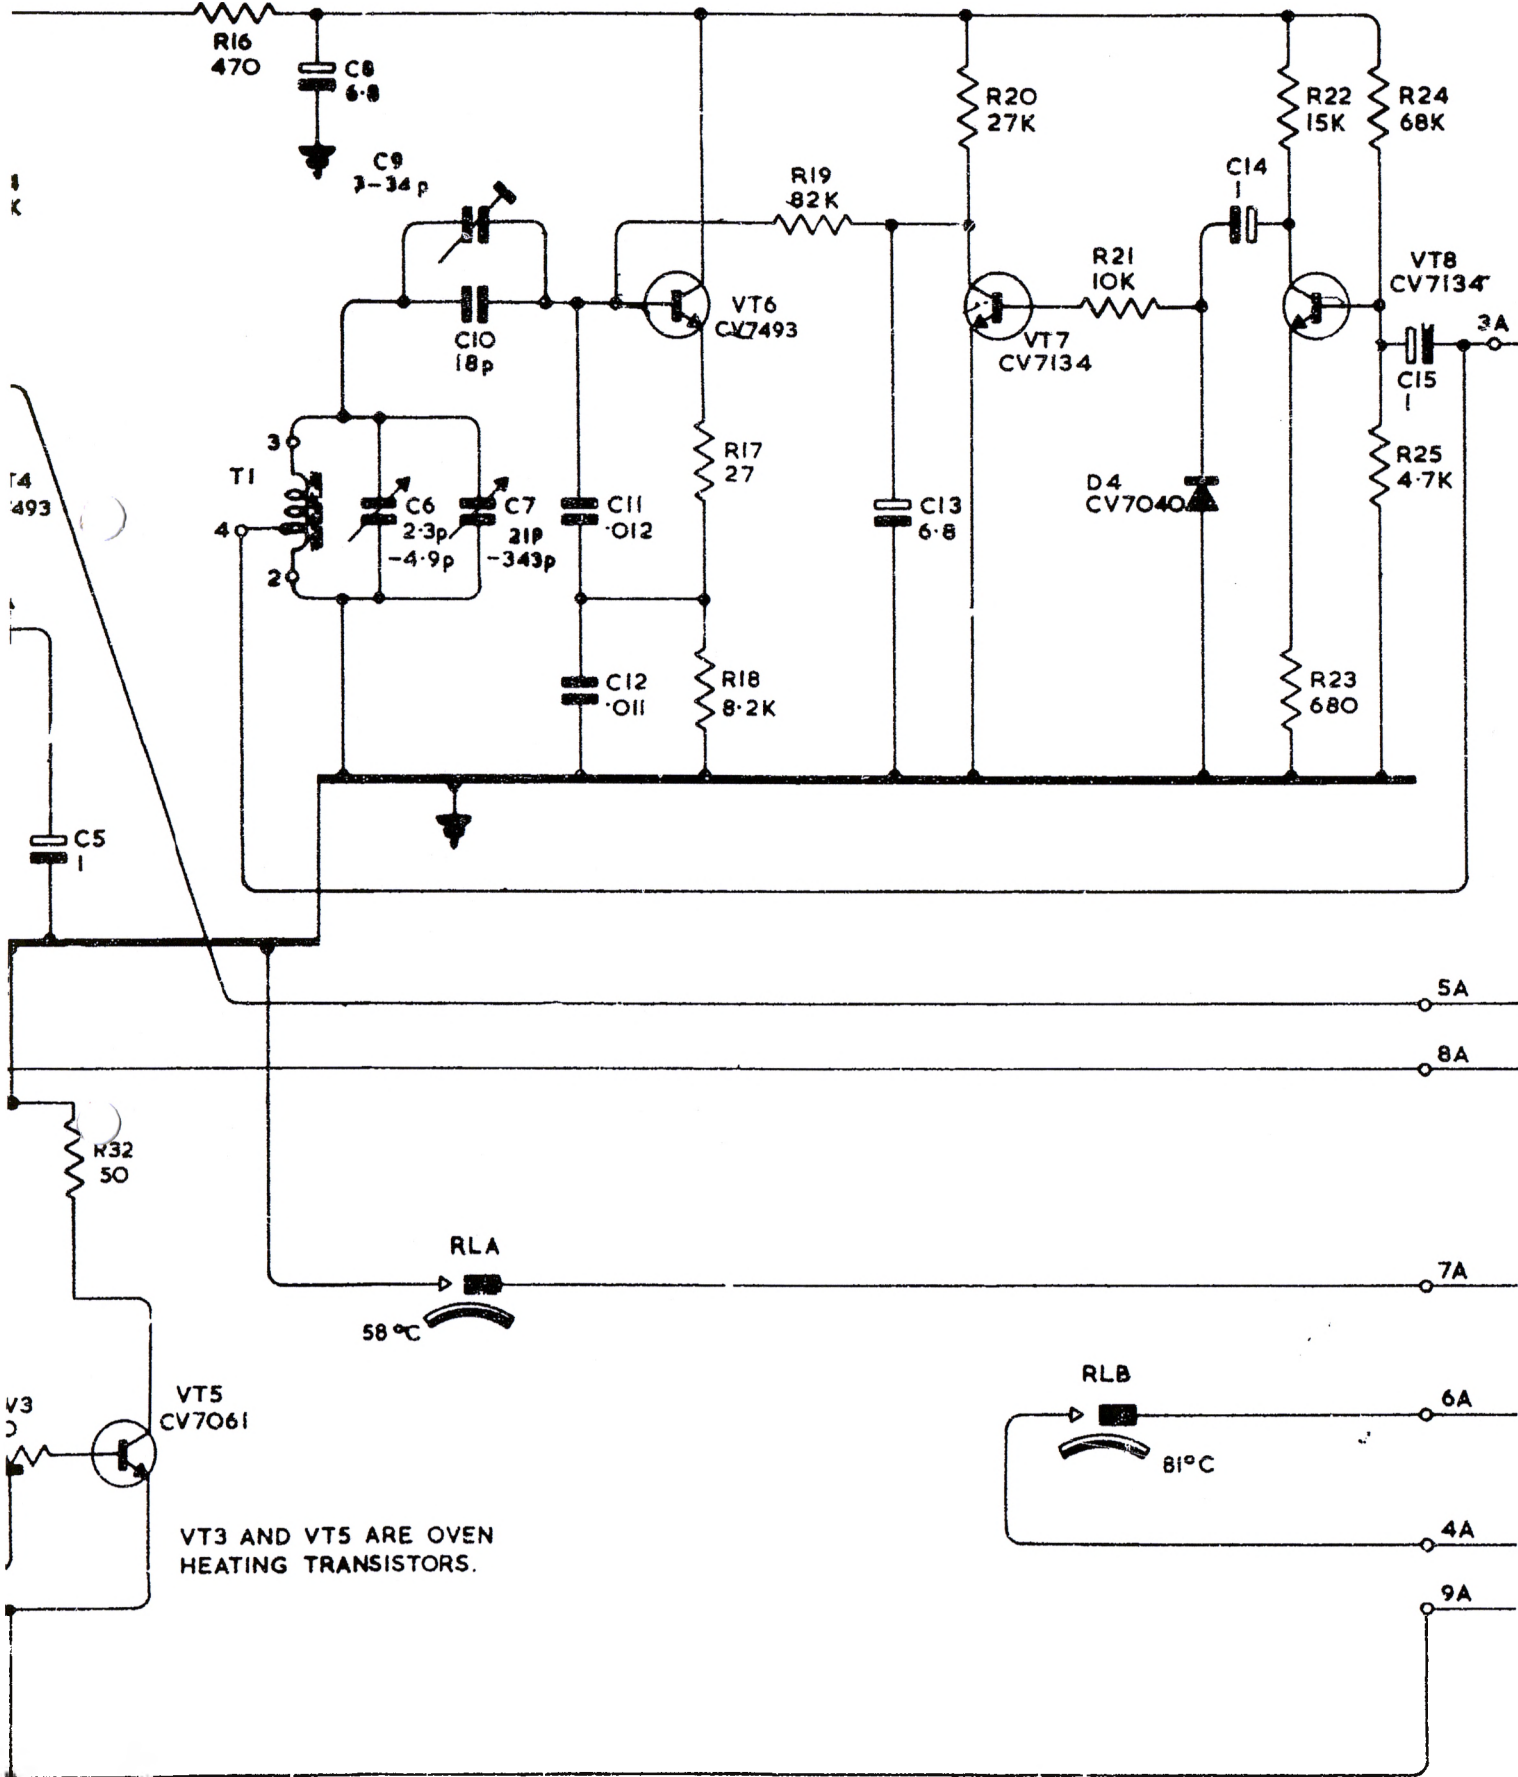 R16
470
C8
6·8
C9
3-34p
R20
27K
R22
15K
R24
68K
K
R19
82K
C14
1
R21
10K
VT8
CV7134
VT6
CV7493
C10
18p
VT7
CV7134
3A
C15
1
3
T1
4
2
R17
27
R25
4·7K
T4
493
C6
2·3p
-4·9p
C7
21p
-343p
C11
·012
C13
6·8
D4
CV7040
C12
·011
R18
8·2K
R23
680
C5
1
5A
8A
R32
50
RLA
58°C
7A
RLB
81°C
6A
V3
VT5
CV7061
VT3 AND VT5 ARE OVEN
HEATING TRANSISTORS.
4A
9A